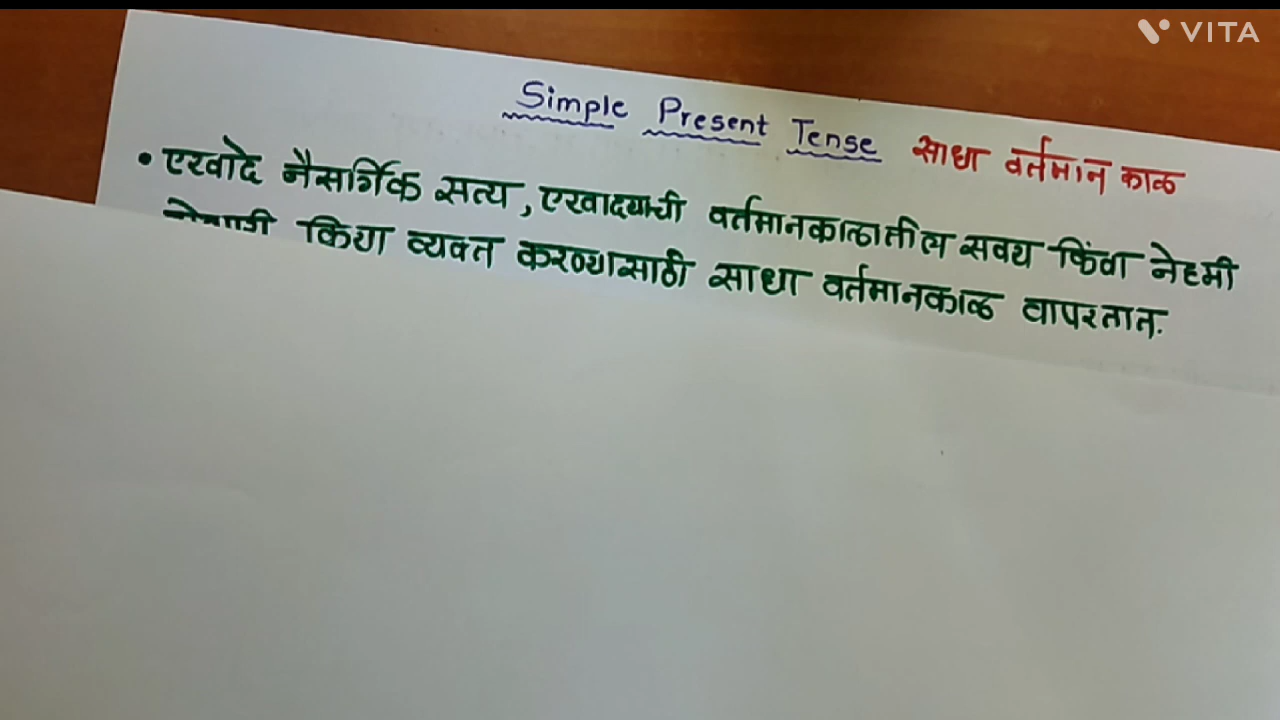 VITA
Simple Present Tense साधा वर्तमान काळ
• एखादे नैसर्गिक सत्य, एखाद्याची वर्तमानकाळातील सवय किंवा नेहमी
क्रिया व्यक्त करण्यासाठी साधा वर्तमानकाळ वापरतात.